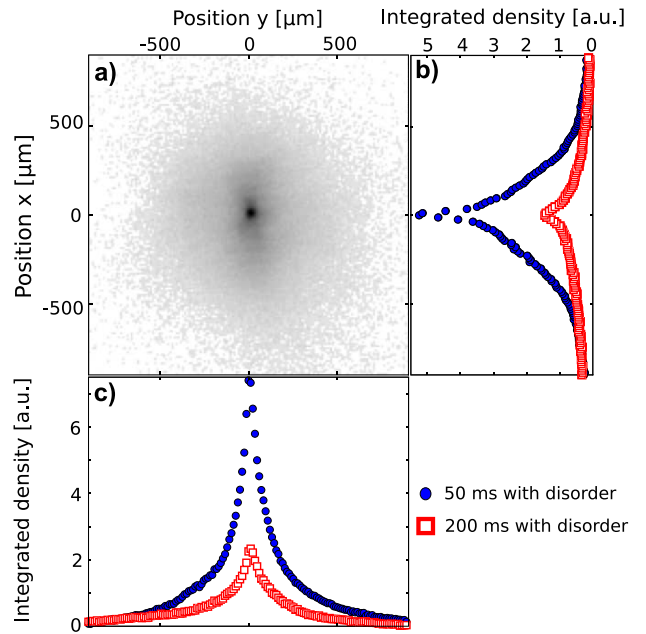 Position y [μm]
Integrated density [a.u.]
-500 0 500
5 4 3 2 1 0
a)
b)
Position x [μm]
500
0
-500
c)
Integrated density [a.u.]
6
4
2
0
50 ms with disorder
200 ms with disorder